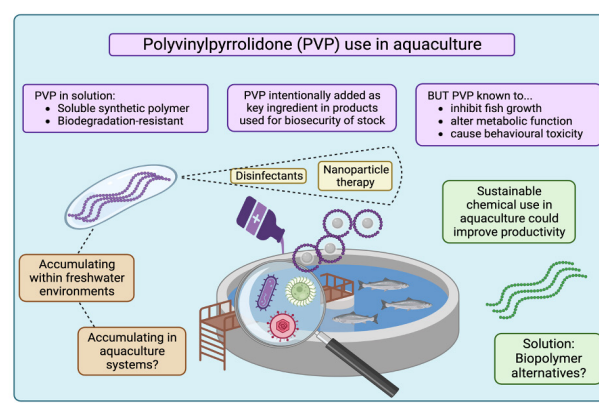 Polyvinylpyrrolidone (PVP) use in aquaculture
PVP in solution:
• Soluble synthetic polymer
• Biodegradation-resistant
PVP intentionally added as
key ingredient in products
used for biosecurity of stock
BUT PVP known to...
• inhibit fish growth
• alter metabolic function
• cause behavioural toxicity
Disinfectants
Nanoparticle
therapy
Sustainable
chemical use in
aquaculture could
improve productivity
Accumulating
within freshwater
environments
Accumulating in
aquaculture
systems?
Solution:
Biopolymer
alternatives?